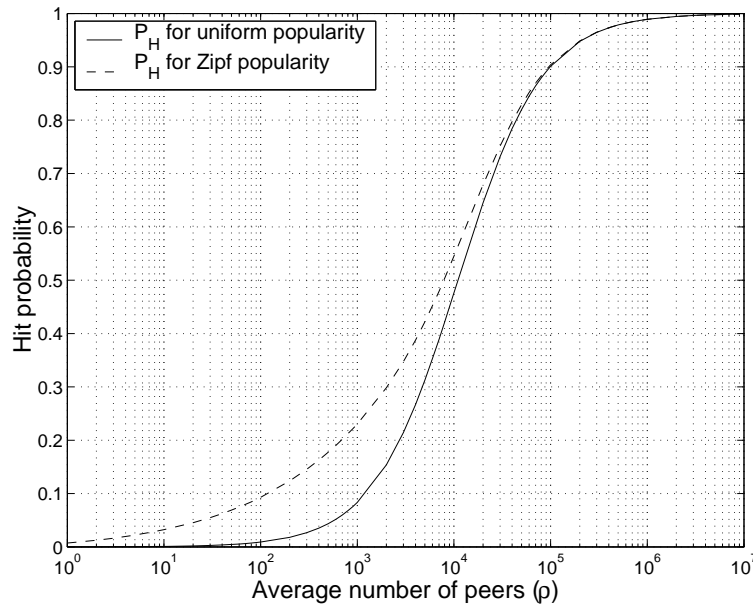 P_H for uniform popularity
P_H for Zipf popularity
Hit probability
1
0.9
0.8
0.7
0.6
0.5
0.4
0.3
0.2
0.1
0
10^0 10^1 10^2 10^3 10^4 10^5 10^6 10^7
Average number of peers (ρ)